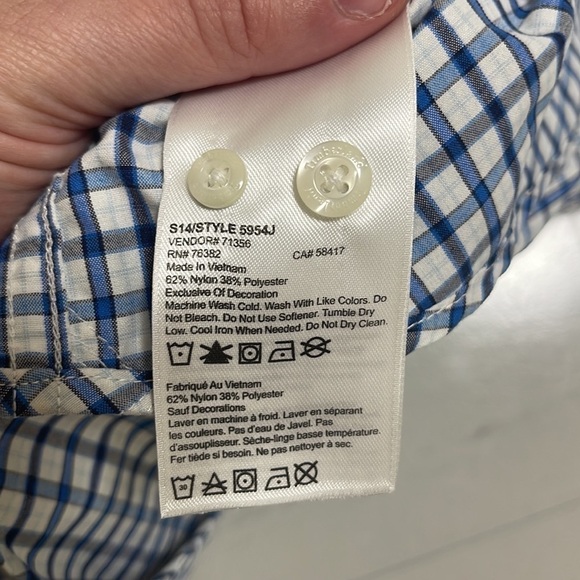 S14/STYLE 5954J
VENDOR# 71356
RN# 76382 CA# 58417
Made In Vietnam
62% Nylon 38% Polyester
Exclusive Of Decoration
Machine Wash Cold. Wash With Like Colors. Do
Not Bleach. Do Not Use Softener. Tumble Dry
Low. Cool Iron When Needed. Do Not Dry Clean.
Fabriqué Au Vietnam
62% Nylon 38% Polyester
Sauf Decorations
Laver en machine à froid. Laver en séparant
les couleurs. Pas d'eau de Javel. Pas
d'assouplisseur. Sèche-linge basse température.
Fer tiède si besoin. Ne pas nettoyer à sec.
30